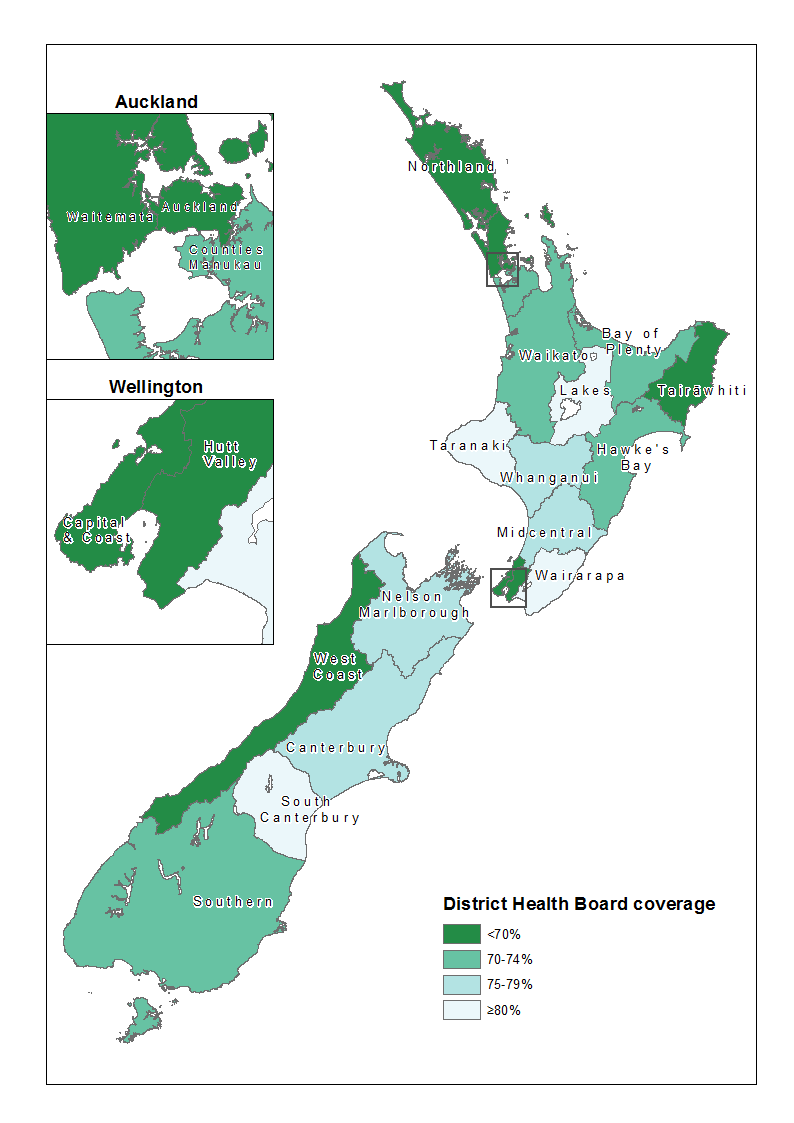 Auckland
Waitemata
Auckland
Counties
Manukau
Wellington
Hutt
Valley
Capital
& Coast
Northland
Waikato
Bay of
Plenty
Lakes
Tairāwhiti
Taranaki
Hawke's
Bay
Whanganui
Midcentral
Wairarapa
Nelson
Marlborough
West
Coast
Canterbury
South
Canterbury
Southern
District Health Board coverage
<70%
70-74%
75-79%
≥80%